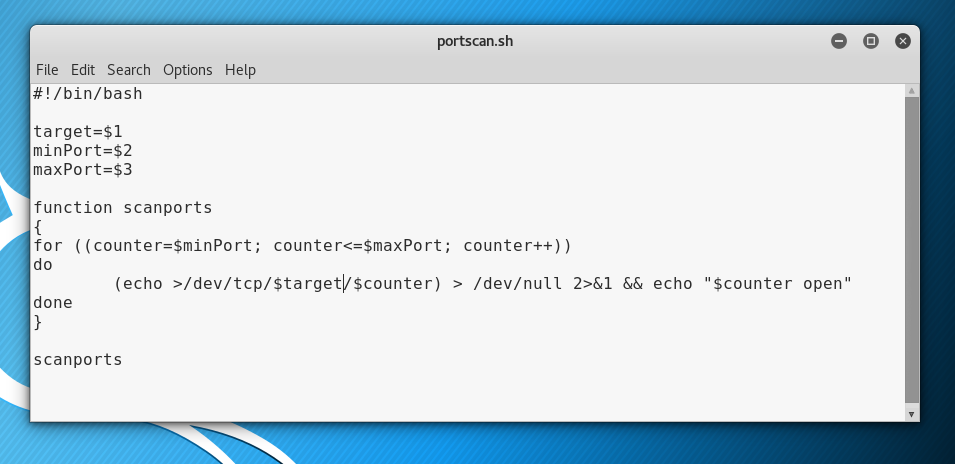 portscan.sh
File Edit Search Options Help
#!/bin/bash
target=$1
minPort=$2
maxPort=$3
function scanports
{
for ((counter=$minPort; counter<=$maxPort; counter++))
do
        (echo >/dev/tcp/$target/$counter) > /dev/null 2>&1 && echo "$counter open"
done
}
scanports